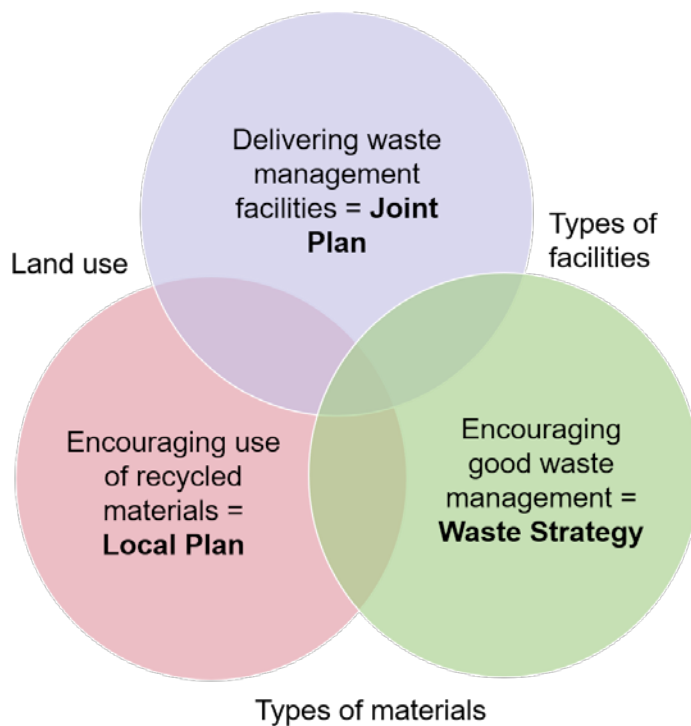 Delivering waste
management
facilities = Joint
Plan
Types of
facilities
Land use
Encouraging use
of recycled
materials =
Local Plan
Encouraging
good waste
management =
Waste Strategy
Types of materials